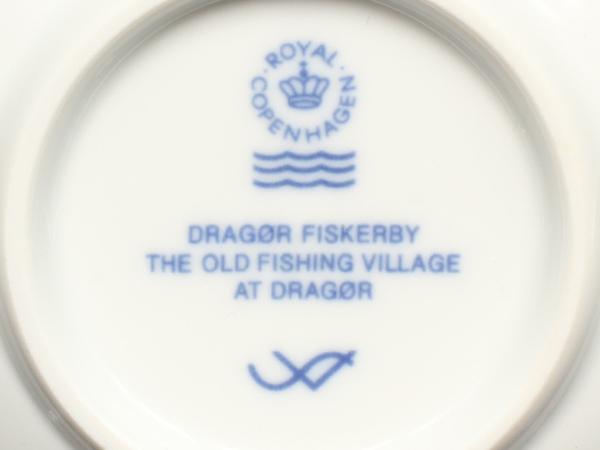 ROYAL
COPENHAGEN
DRAGØR FISKERBY
THE OLD FISHING VILLAGE
AT DRAGØR